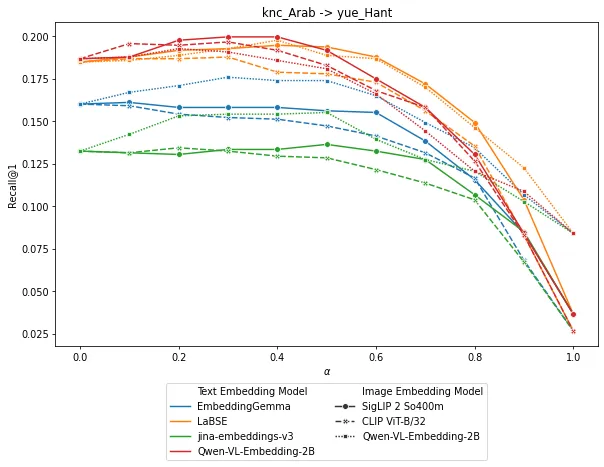 knc_Arab -> yue_Hant
Recall@1
0.200
0.175
0.150
0.125
0.100
0.075
0.050
0.025
0.0 0.2 0.4 0.6 0.8 1.0
α
Text Embedding Model Image Embedding Model
EmbeddingGemma SigLIP 2 So400m
LaBSE CLIP ViT-B/32
jina-embeddings-v3 Qwen-VL-Embedding-2B
Qwen-VL-Embedding-2B